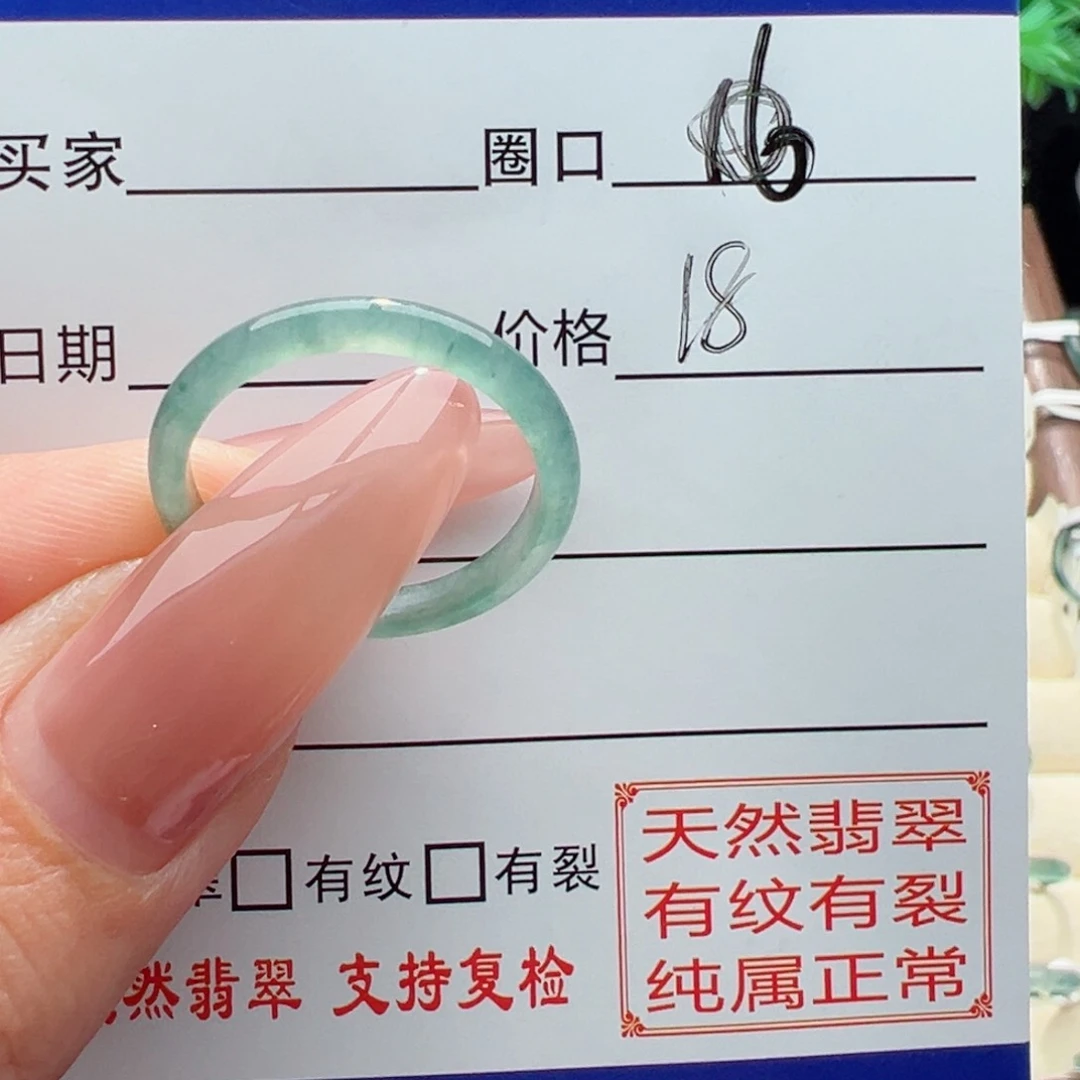 买家 圈口 16
日期 价格 18
有纹 有裂
然翡翠 支持复检
天然翡翠
有纹有裂
纯属正常